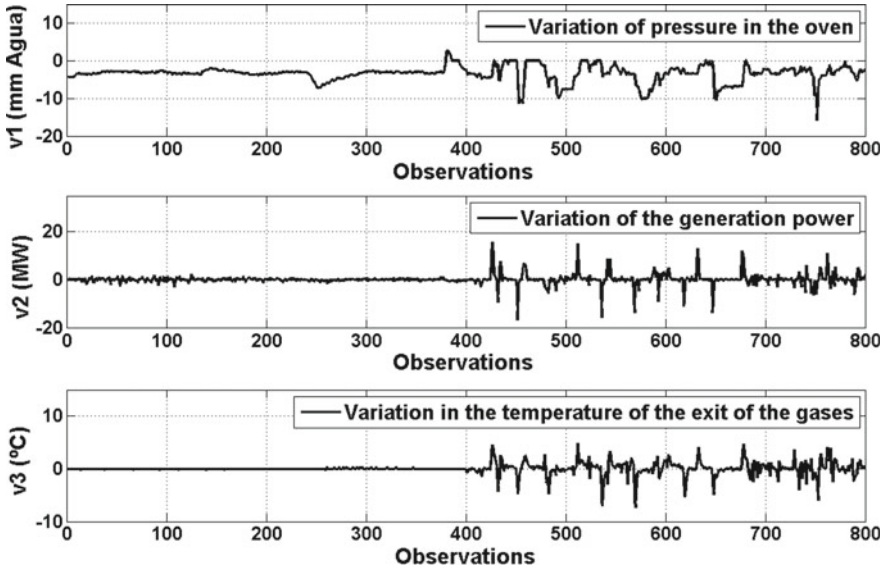 v1 (mm Agua)
10
0
-10
-20
Variation of pressure in the oven
0 100 200 300 400 500 600 700 800
Observations
v2 (MW)
20
0
-20
Variation of the generation power
0 100 200 300 400 500 600 700 800
Observations
v3 (ºC)
10
0
-10
Variation in the temperature of the exit of the gases
0 100 200 300 400 500 600 700 800
Observations